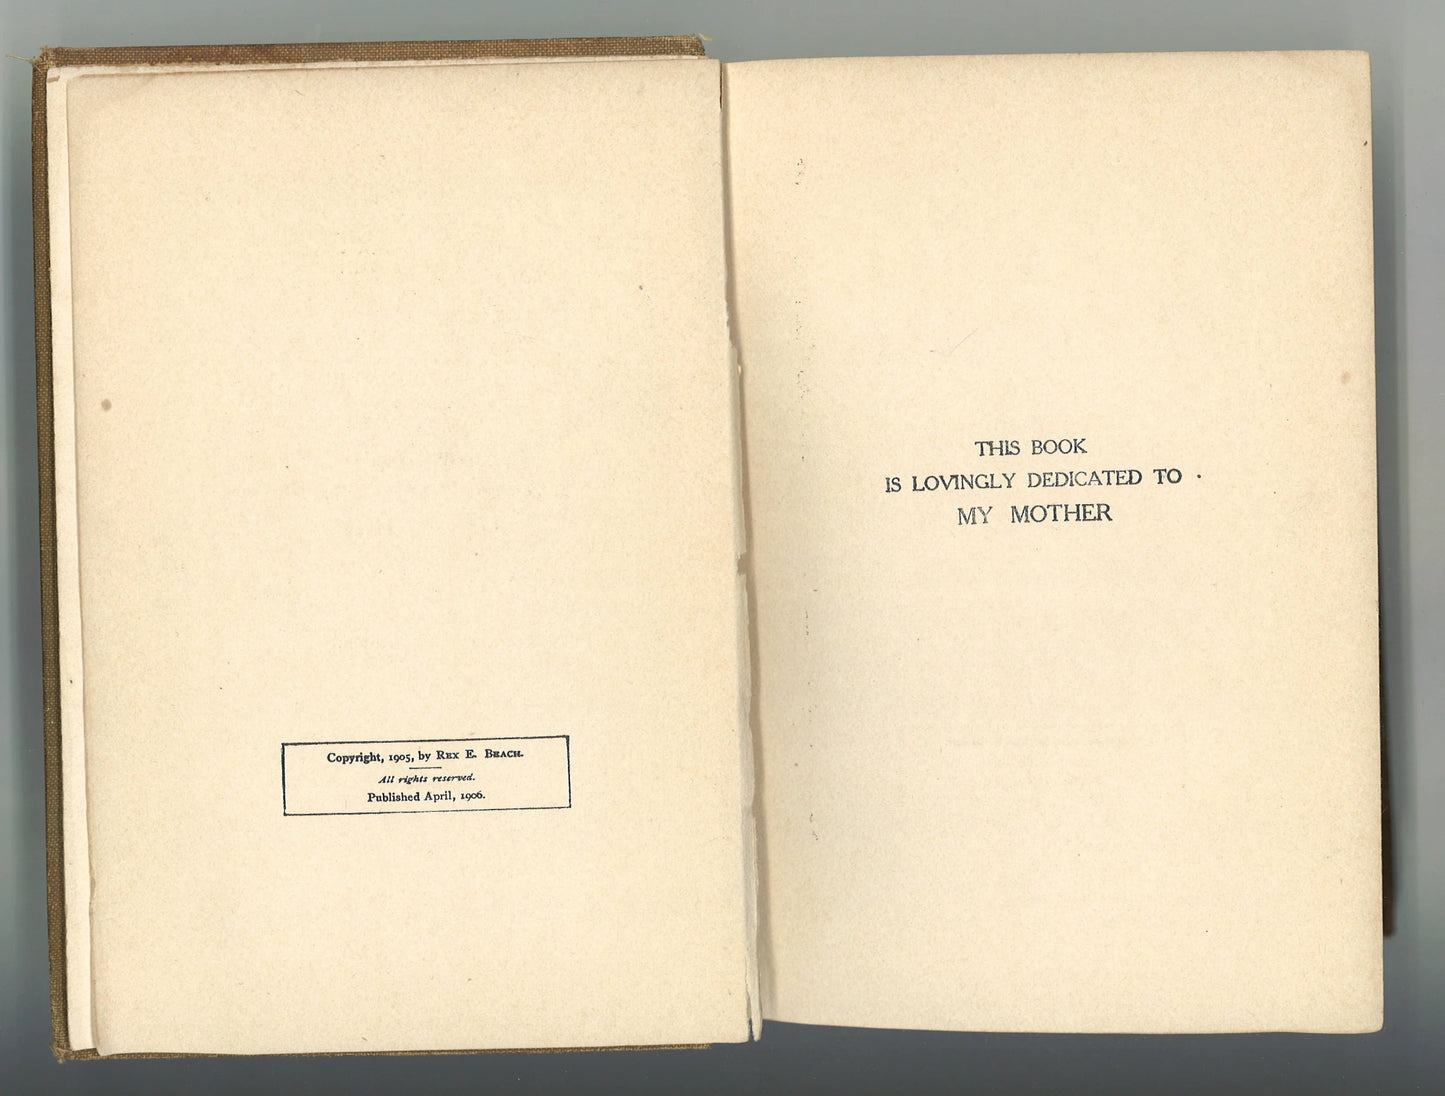 Copyright, 1905, by REX E. BEACH.
All rights reserved.
Published April, 1906.
THIS BOOK
IS LOVINGLY DEDICATED TO
MY MOTHER